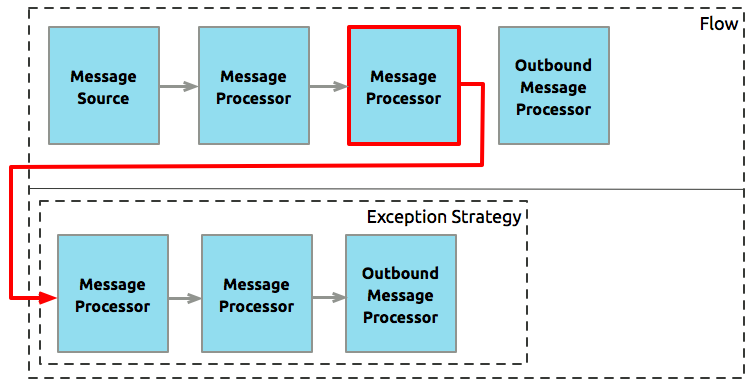 Flow
Message
Source
Message
Processor
Message
Processor
Outbound
Message
Processor
Exception Strategy
Message
Processor
Message
Processor
Outbound
Message
Processor